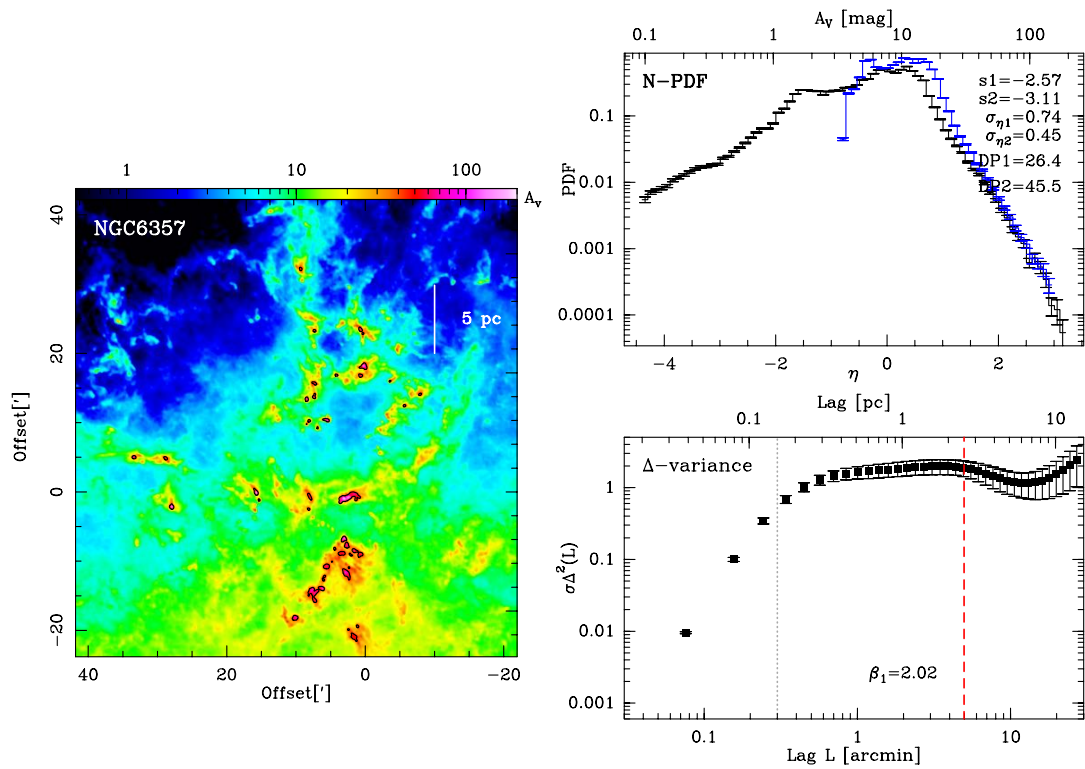 1 10 100
A_V
NGC6357
5 pc
40
20
0
−20
Offset[']
40 20 0 −20
Offset[']
A_V [mag]
0.1 1 10 100
N-PDF
s1=−2.57
s2=−3.11
σ_η1=0.74
σ_η2=0.45
DP1=26.4
DP2=45.5
PDF
0.1
0.01
0.001
0.0001
−4 −2 0 2
η
Lag [pc]
0.1 1 10
Δ-variance
σΔ²(L)
1
0.1
0.01
0.001
β₁=2.02
0.1 1 10
Lag L [arcmin]